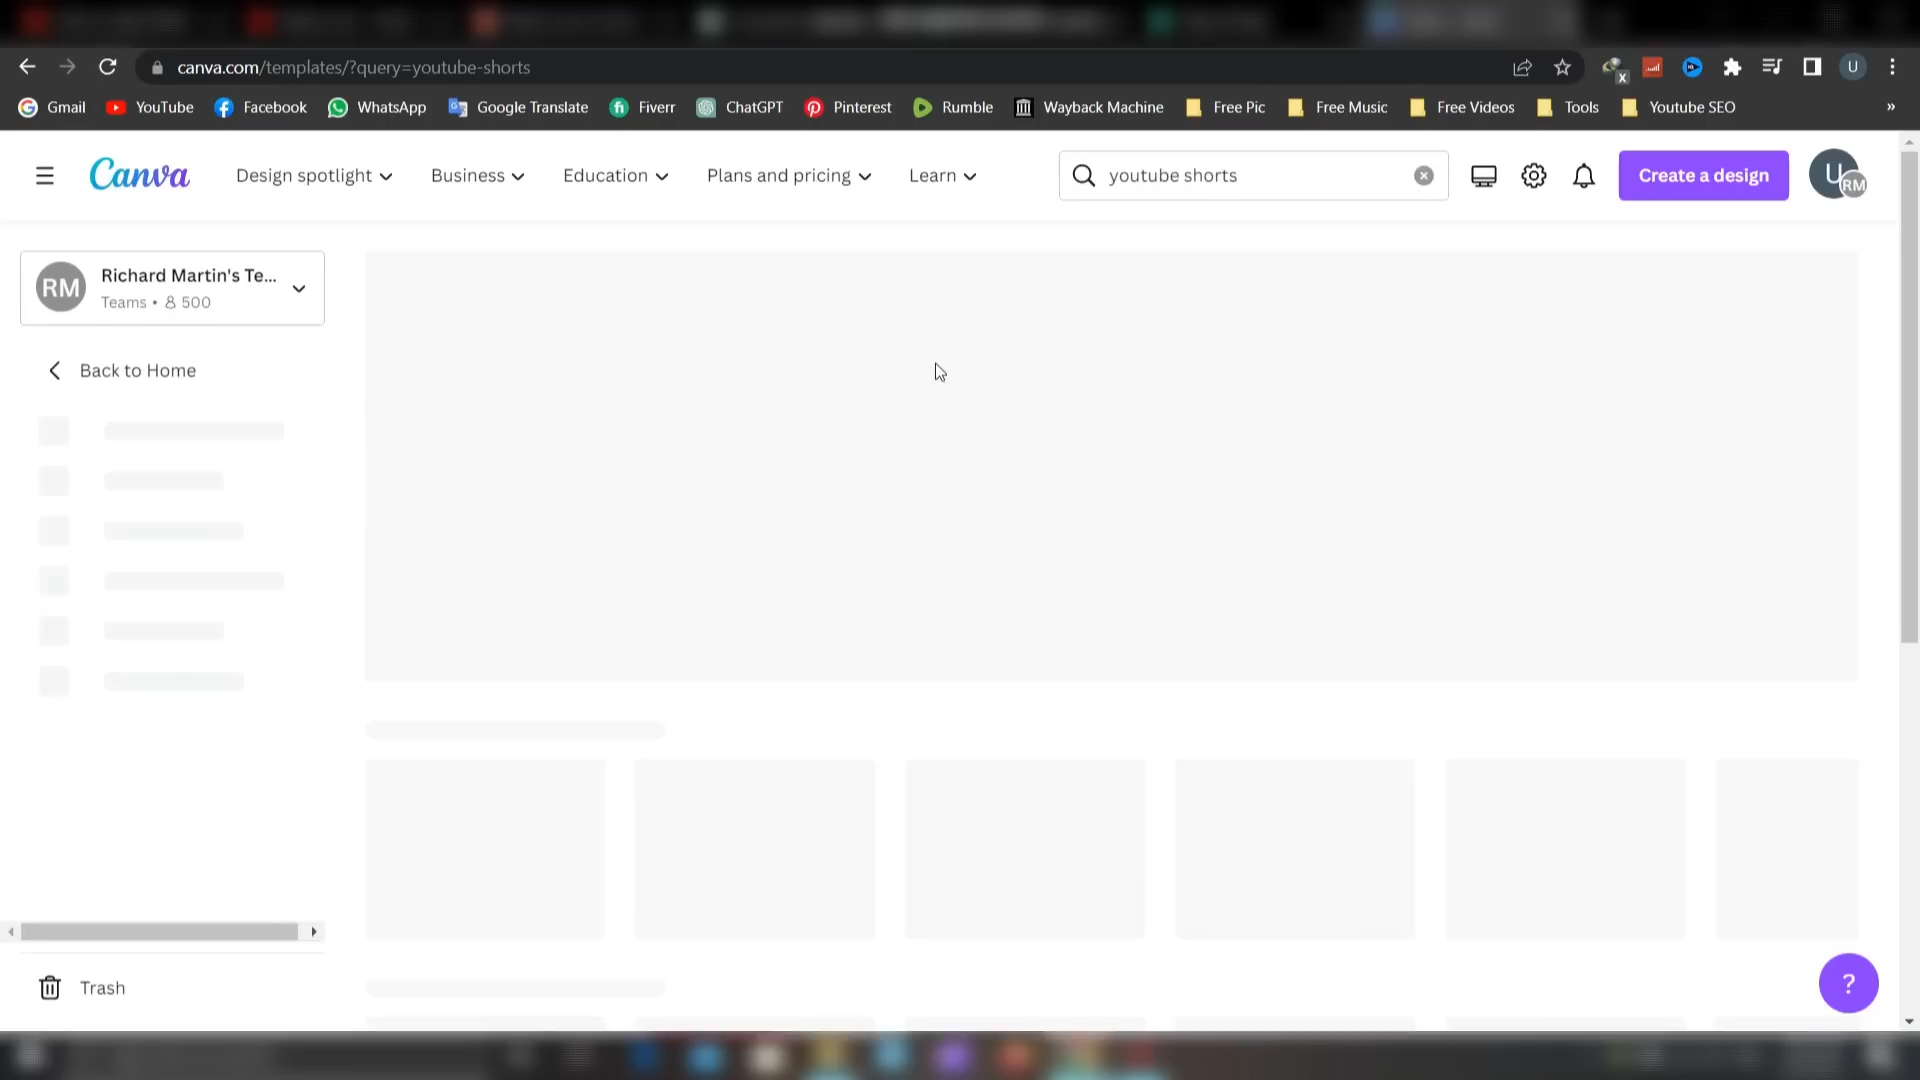 canva.com/templates/?query=youtube-shorts
X
U
Gmail YouTube Facebook WhatsApp Google Translate fi Fiverr ChatGPT Pinterest Rumble Wayback Machine Free Pic Free Music Free Videos Tools Youtube SEO »
Canva Design spotlight Business Education Plans and pricing Learn youtube shorts Create a design U RM
RM Richard Martin's Te...
Teams • 500
Back to Home
Trash
?